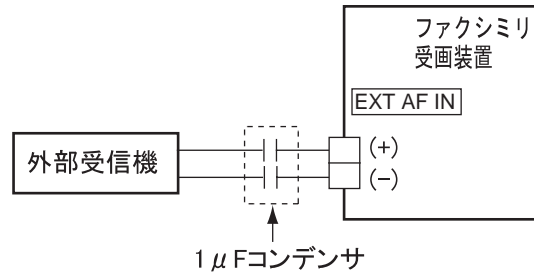 ファクシミリ
受画装置
EXT AF IN
外部受信機
(+)
(−)
1μFコンデンサ